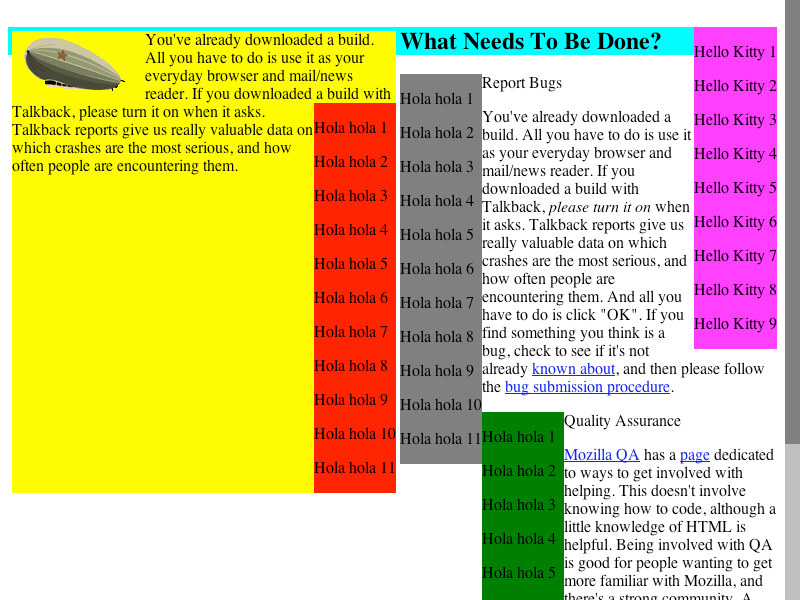 You've already downloaded a build.
All you have to do is use it as your
everyday browser and mail/news
reader. If you downloaded a build with
Talkback, please turn it on when it asks.
Talkback reports give us really valuable data on
which crashes are the most serious, and how
often people are encountering them.
Hola hola 1
Hola hola 2
Hola hola 3
Hola hola 4
Hola hola 5
Hola hola 6
Hola hola 7
Hola hola 8
Hola hola 9
Hola hola 10
Hola hola 11
What Needs To Be Done?
Hola hola 1
Hola hola 2
Hola hola 3
Hola hola 4
Hola hola 5
Hola hola 6
Hola hola 7
Hola hola 8
Hola hola 9
Hola hola 10
Hola hola 11
Report Bugs
You've already downloaded a
build. All you have to do is use it
as your everyday browser and
mail/news reader. If you
downloaded a build with
Talkback, please turn it on when
it asks. Talkback reports give us
really valuable data on which
crashes are the most serious, and
how often people are
encountering them. And all you
have to do is click "OK". If you
find something you think is a
bug, check to see if it's not
already known about, and then please follow
the bug submission procedure.
Hello Kitty 1
Hello Kitty 2
Hello Kitty 3
Hello Kitty 4
Hello Kitty 5
Hello Kitty 6
Hello Kitty 7
Hello Kitty 8
Hello Kitty 9
Hola hola 1
Hola hola 2
Hola hola 3
Hola hola 4
Hola hola 5
Quality Assurance
Mozilla QA has a page dedicated
to ways to get involved with
helping. This doesn't involve
knowing how to code, although a
little knowledge of HTML is
helpful. Being involved with QA
is good for people wanting to get
more familiar with Mozilla, and
there's a strong community. A